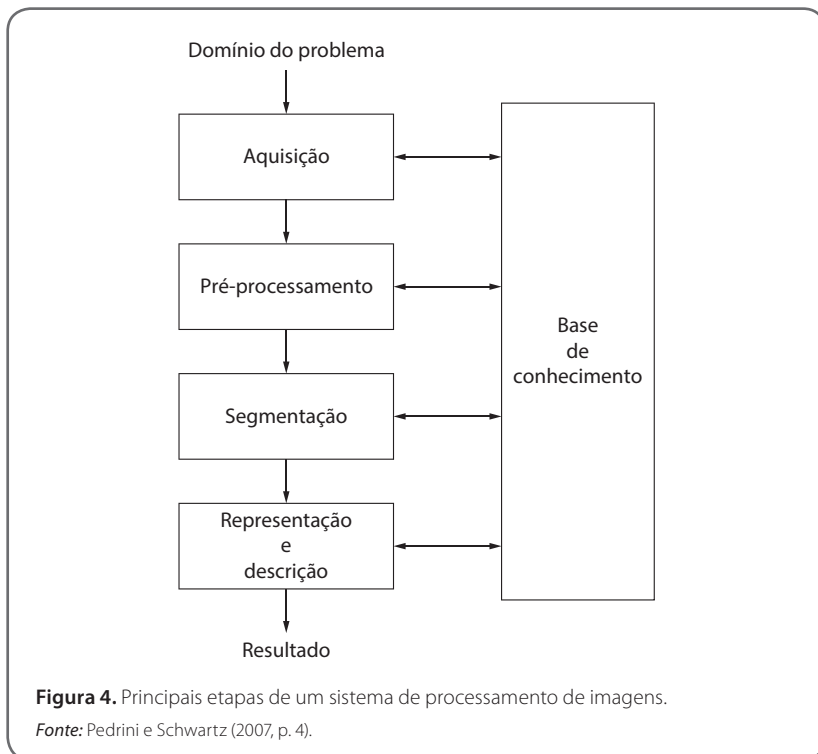 Domínio do problema
Aquisição
Pré-processamento
Segmentação
Representação
e
descrição
Resultado
Base
de
conhecimento
Figura 4. Principais etapas de um sistema de processamento de imagens.
Fonte: Pedrini e Schwartz (2007, p. 4).